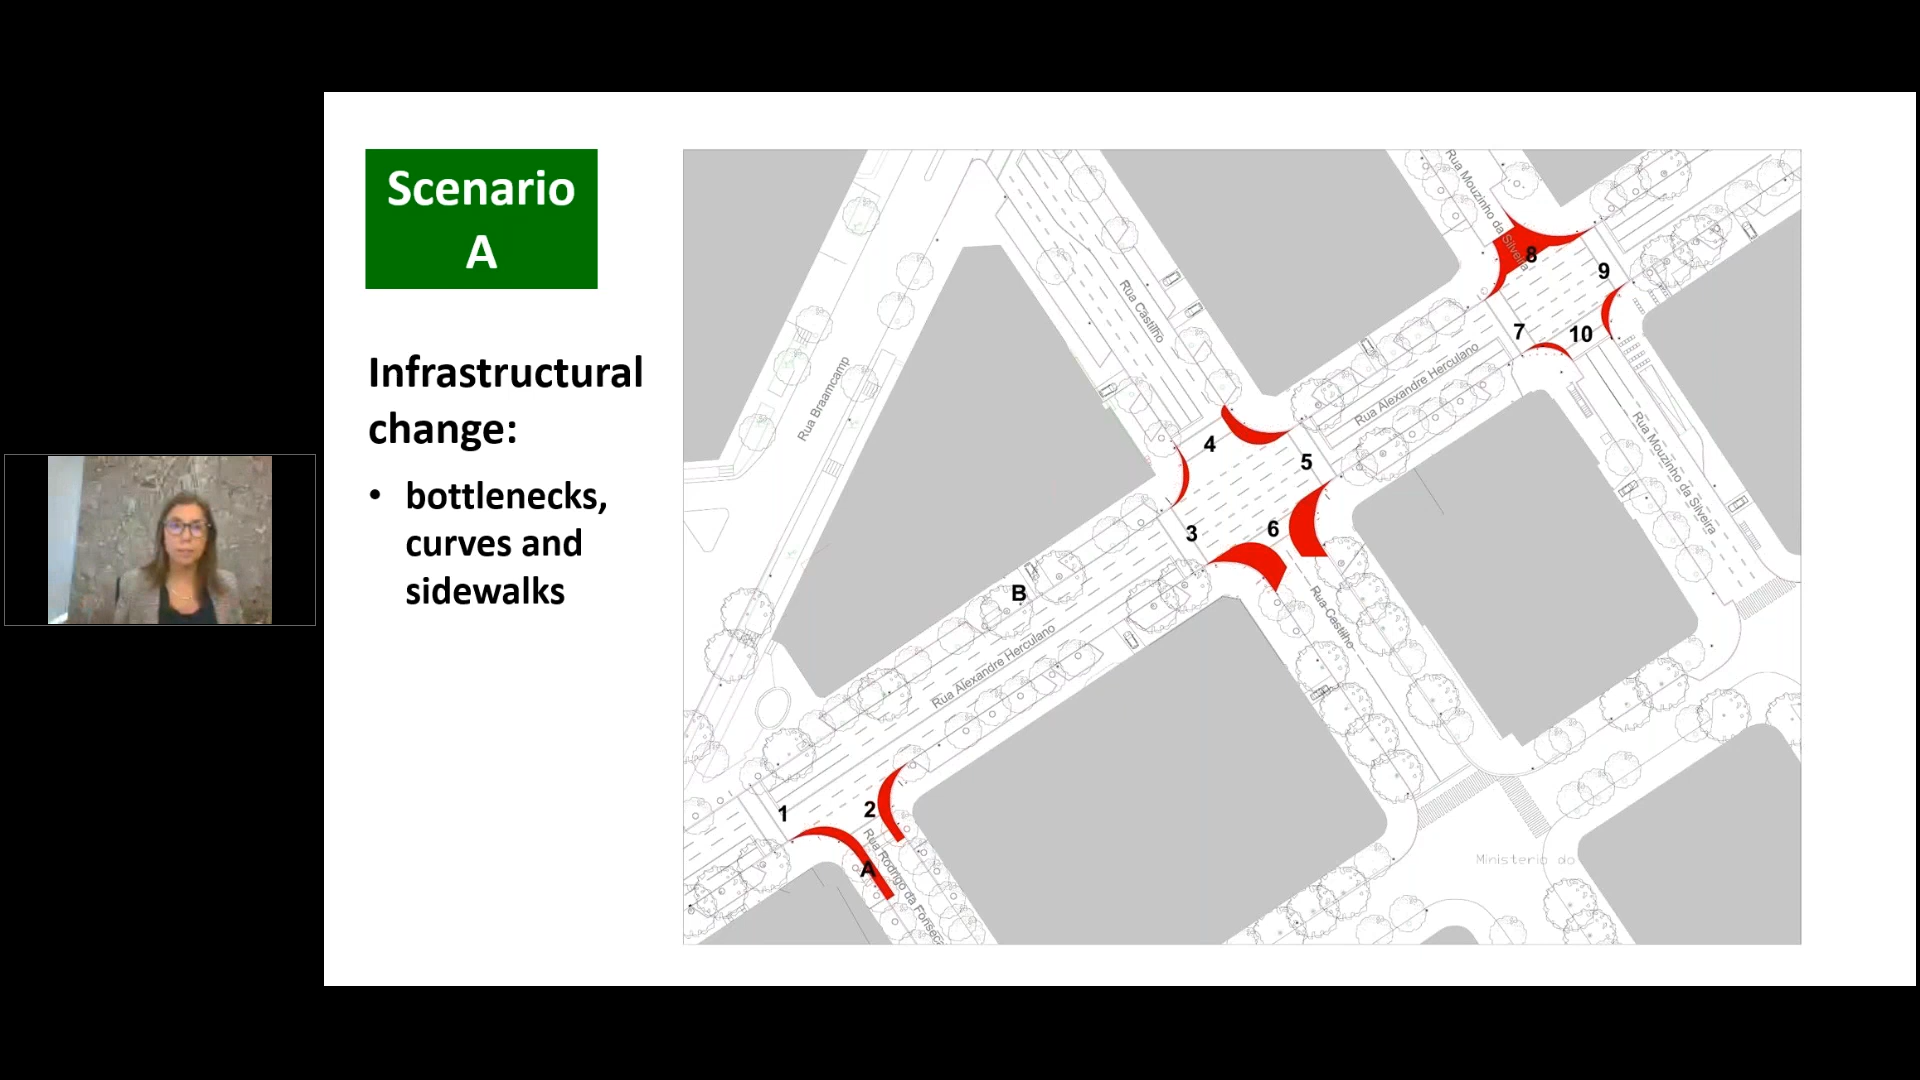 Scenario
A
Infrastructural
change:
• bottlenecks,
curves and
sidewalks
Rua Braamcamp
Rua Castilho
Rua Mouzinho da Silveira
8
9
7
10
Rua Alexandre Herculano
4
5
3
6
Rua Mouzinho da Silveira
B
Rua Castilho
Rua Alexandre Herculano
1
2
A
Rua Rodrigo da Fonseca
Ministerio do